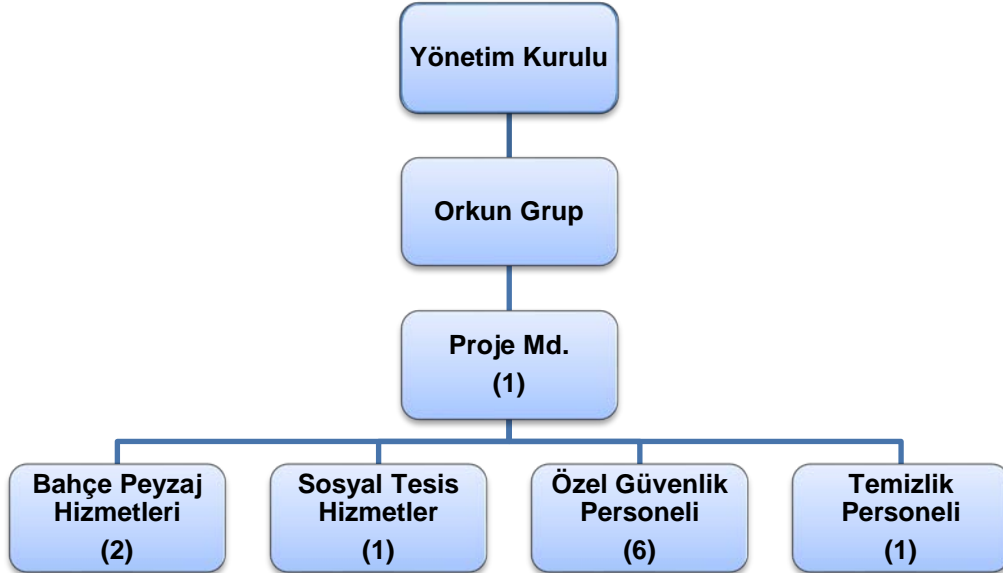 Yönetim Kurulu
Orkun Grup
Proje Md.
(1)
Bahçe Peyzaj
Hizmetleri
(2)
Sosyal Tesis
Hizmetler
(1)
Özel Güvenlik
Personeli
(6)
Temizlik
Personeli
(1)